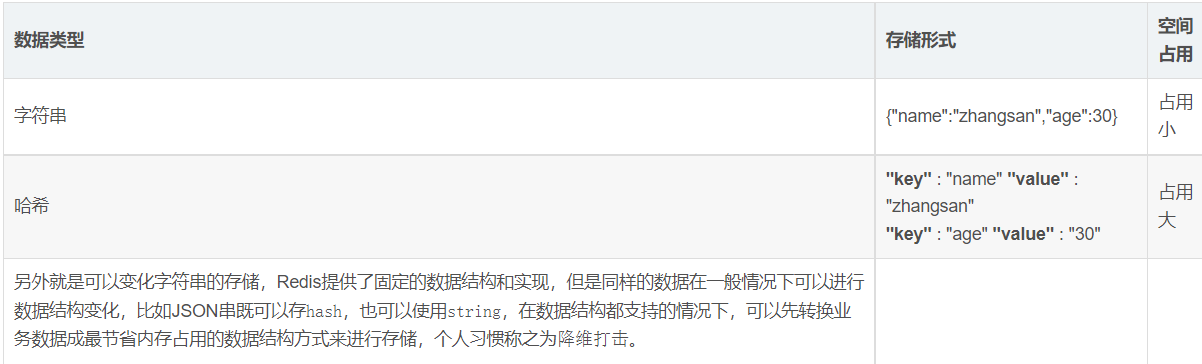 数据类型 存储形式 空间
占用
字符串 {"name":"zhangsan","age":30} 占用
小
哈希 "key" : "name" "value" :
"zhangsan"
"key" : "age" "value" : "30" 占用
大
另外就是可以变化字符串的存储，Redis提供了固定的数据结构和实现，但是同样的数据在一般情况下可以进行
数据结构变化，比如JSON串既可以存hash，也可以使用string，在数据结构都支持的情况下，可以先转换业
务数据成最节省内存占用的数据结构方式来进行存储，个人习惯称之为降维打击。